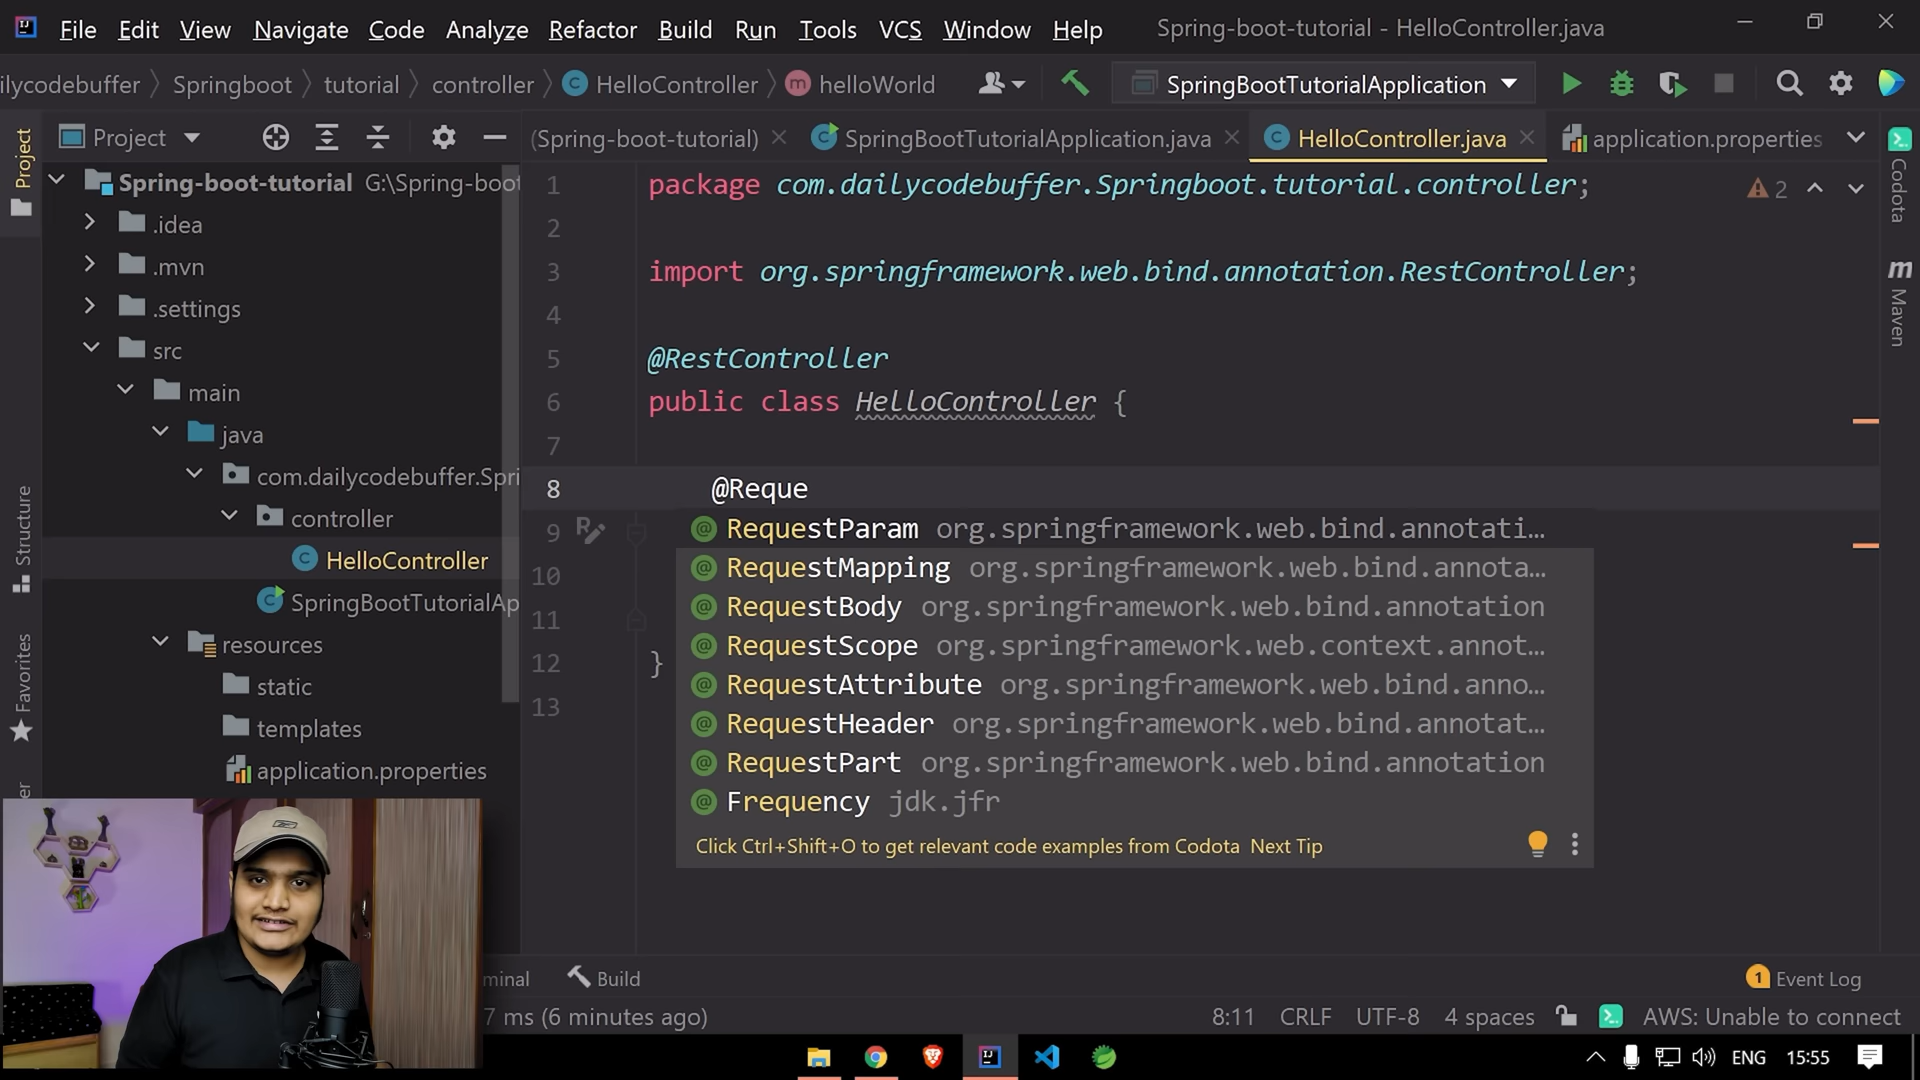 File Edit View Navigate Code Analyze Refactor Build Run Tools VCS Window Help Spring-boot-tutorial - HelloController.java
ilycodebuffer Springboot tutorial controller HelloController helloWorld SpringBootTutorialApplication
Project
(Spring-boot-tutorial) SpringBootTutorialApplication.java HelloController.java application.properties
Project
Structure
Favorites
Spring-boot-tutorial G:\Spring-boot
.idea
.mvn
.settings
src
main
java
com.dailycodebuffer.Spri
controller
HelloController
SpringBootTutorialAp
resources
static
templates
application.properties
1 package com.dailycodebuffer.Springboot.tutorial.controller;
2
3 import org.springframework.web.bind.annotation.RestController;
4
5 @RestController
6 public class HelloController {
7
8 @Reque
9
10
11
12 }
13
2
@ RequestParam org.springframework.web.bind.annotati...
@ RequestMapping org.springframework.web.bind.annota...
@ RequestBody org.springframework.web.bind.annotation
@ RequestScope org.springframework.web.context.annot...
@ RequestAttribute org.springframework.web.bind.anno...
@ RequestHeader org.springframework.web.bind.annotat...
@ RequestPart org.springframework.web.bind.annotation
@ Frequency jdk.jfr
Click Ctrl+Shift+O to get relevant code examples from Codota Next Tip
Codota
m Maven
minal Build 1 Event Log
7 ms (6 minutes ago) 8:11 CRLF UTF-8 4 spaces AWS: Unable to connect
ENG 15:55